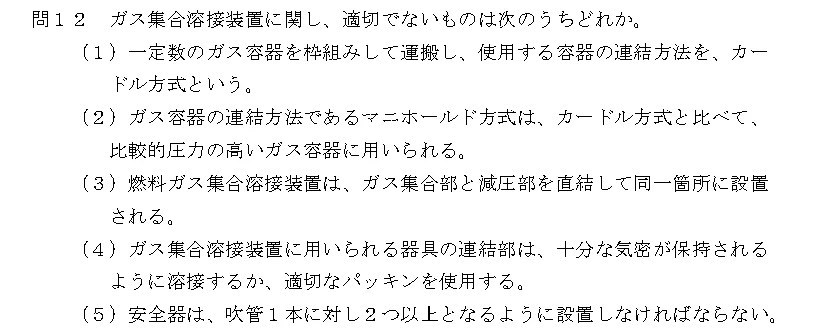 問１２　ガス集合溶接装置に関し、適切でないものは次のうちどれか。
（１）一定数のガス容器を枠組みして運搬し、使用する容器の連結方法を、カー
ドル方式という。
（２）ガス容器の連結方法であるマニホールド方式は、カードル方式と比べて、
比較的圧力の高いガス容器に用いられる。
（３）燃料ガス集合溶接装置は、ガス集合部と減圧部を直結して同一箇所に設置
される。
（４）ガス集合溶接装置に用いられる器具の連結部は、十分な気密が保持される
ように溶接するか、適切なパッキンを使用する。
（５）安全器は、吹管１本に対し２つ以上となるように設置しなければならない。